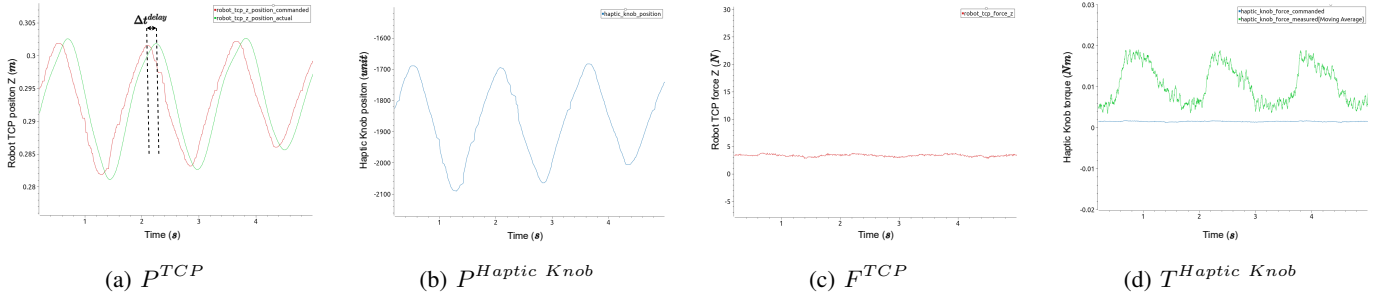 robot_tcp_z_position_commanded
robot_tcp_z_position_actual
Δt^delay
0.305
0.3
0.295
0.29
0.285
0.28
Robot TCP positon Z (m)
1
2
3
4
Time (s)
(a) P^TCP
haptic_knob_position
-1600
-1700
-1800
-1900
-2000
-2100
Haptic Knob position (unit)
1
2
3
4
Time (s)
(b) P^Haptic Knob
robot_tcp_force_z
30
25
20
15
10
5
0
-5
Robot TCP force Z (N)
1
2
3
4
Time (s)
(c) F^TCP
haptic_knob_force_commanded
haptic_knob_force_measured[Moving Average]
0.03
0.02
0.01
0
-0.01
-0.02
Haptic Knob torque (Nm)
1
2
3
4
Time (s)
(d) T^Haptic Knob